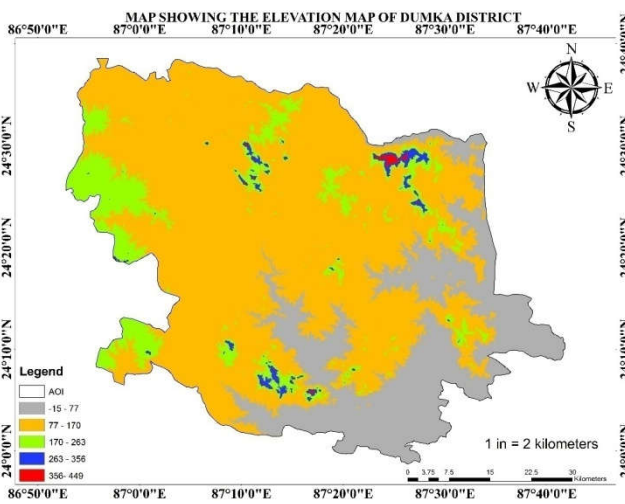 MAP SHOWING THE ELEVATION MAP OF DUMKA DISTRICT
86°50'0"E 87°0'0"E 87°10'0"E 87°20'0"E 87°30'0"E 87°40'0"E
N
W E
S
24°30'0"N
24°20'0"N
24°10'0"N
24°0'0"N
Legend
AOI
-15 - 77
77 - 170
170 - 263
263 - 356
356- 449
1 in = 2 kilometers
Kilometers
0 3.75 7.5 15 22.5 30
86°50'0"E 87°0'0"E 87°10'0"E 87°20'0"E 87°30'0"E 87°40'0"E